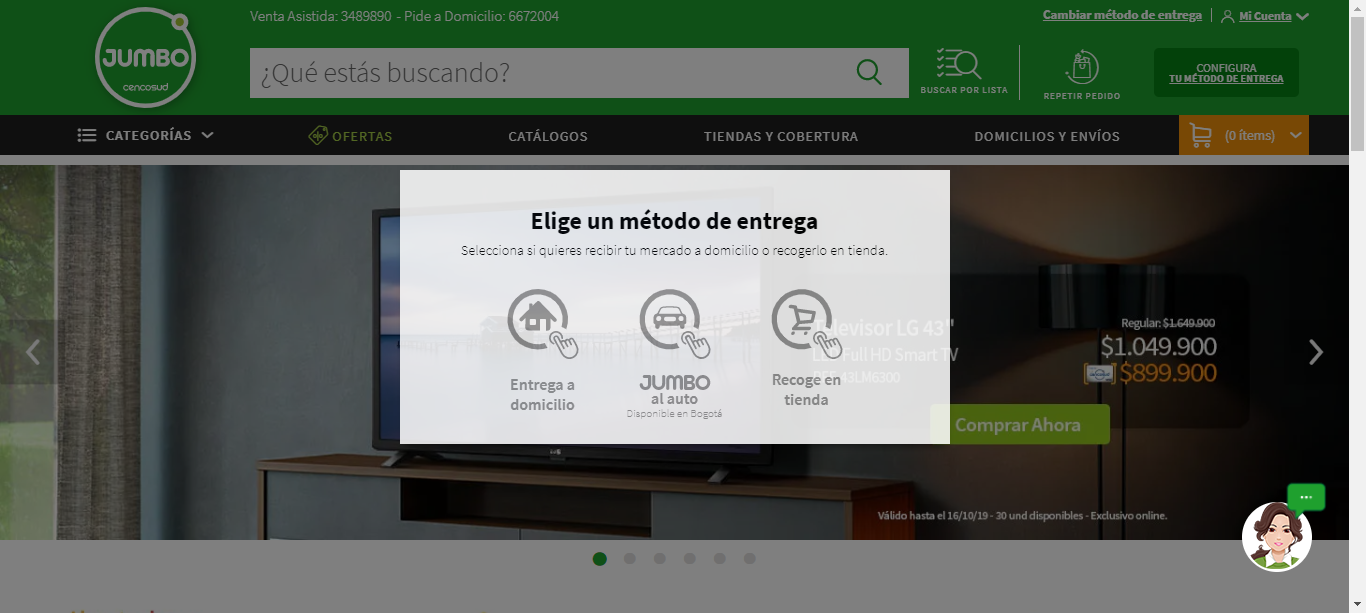 Venta Asistida: 3489890 - Pide a Domicilio: 6672004
Cambiar método de entrega
Mi Cuenta
JUMBO
cencosud
¿Qué estás buscando?
BUSCAR POR LISTA
REPETIR PEDIDO
CONFIGURA
TU MÉTODO DE ENTREGA
CATEGORÍAS
OFERTAS
CATÁLOGOS
TIENDAS Y COBERTURA
DOMICILIOS Y ENVÍOS
(0 ítems)
Elige un método de entrega
Selecciona si quieres recibir tu mercado a domicilio o recogerlo en tienda.
Entrega a
domicilio
JUMBO
al auto
Disponible en Bogotá
Recoge en
tienda
Televisor LG 43"
LED Full HD Smart TV
REF 43LM6300
Regular: $1.649.900
$1.049.900
$899.900
Comprar Ahora
LG
Válido hasta el 16/10/19 - 30 und disponibles - Exclusivo online.